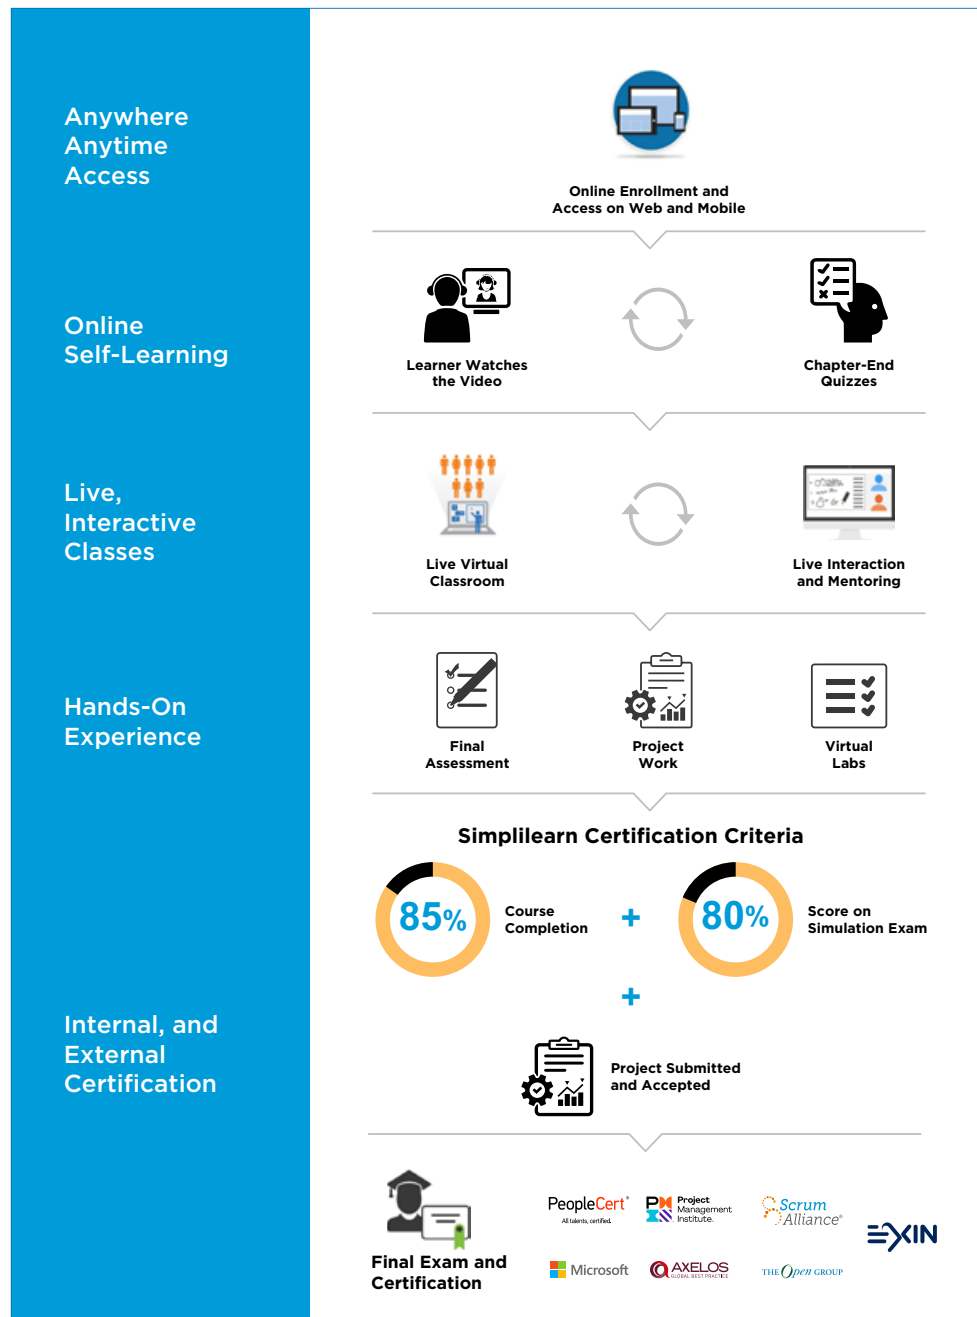 Anywhere
Anytime
Access
Online Enrollment and
Access on Web and Mobile
Online
Self-Learning
Learner Watches
the Video
Chapter-End
Quizzes
Live,
Interactive
Classes
Live Virtual
Classroom
Live Interaction
and Mentoring
Hands-On
Experience
Final
Assessment
Project
Work
Virtual
Labs
Simplilearn Certification Criteria
85%
Course
Completion
+
80%
Score on
Simulation Exam
+
Internal, and
External
Certification
Project Submitted
and Accepted
Final Exam and
Certification
PeopleCert®
All talents, certified.
Project
Management
Institute.
Scrum
Alliance®
EXIN
Microsoft
AXELOS
GLOBAL BEST PRACTICE
THE Open GROUP